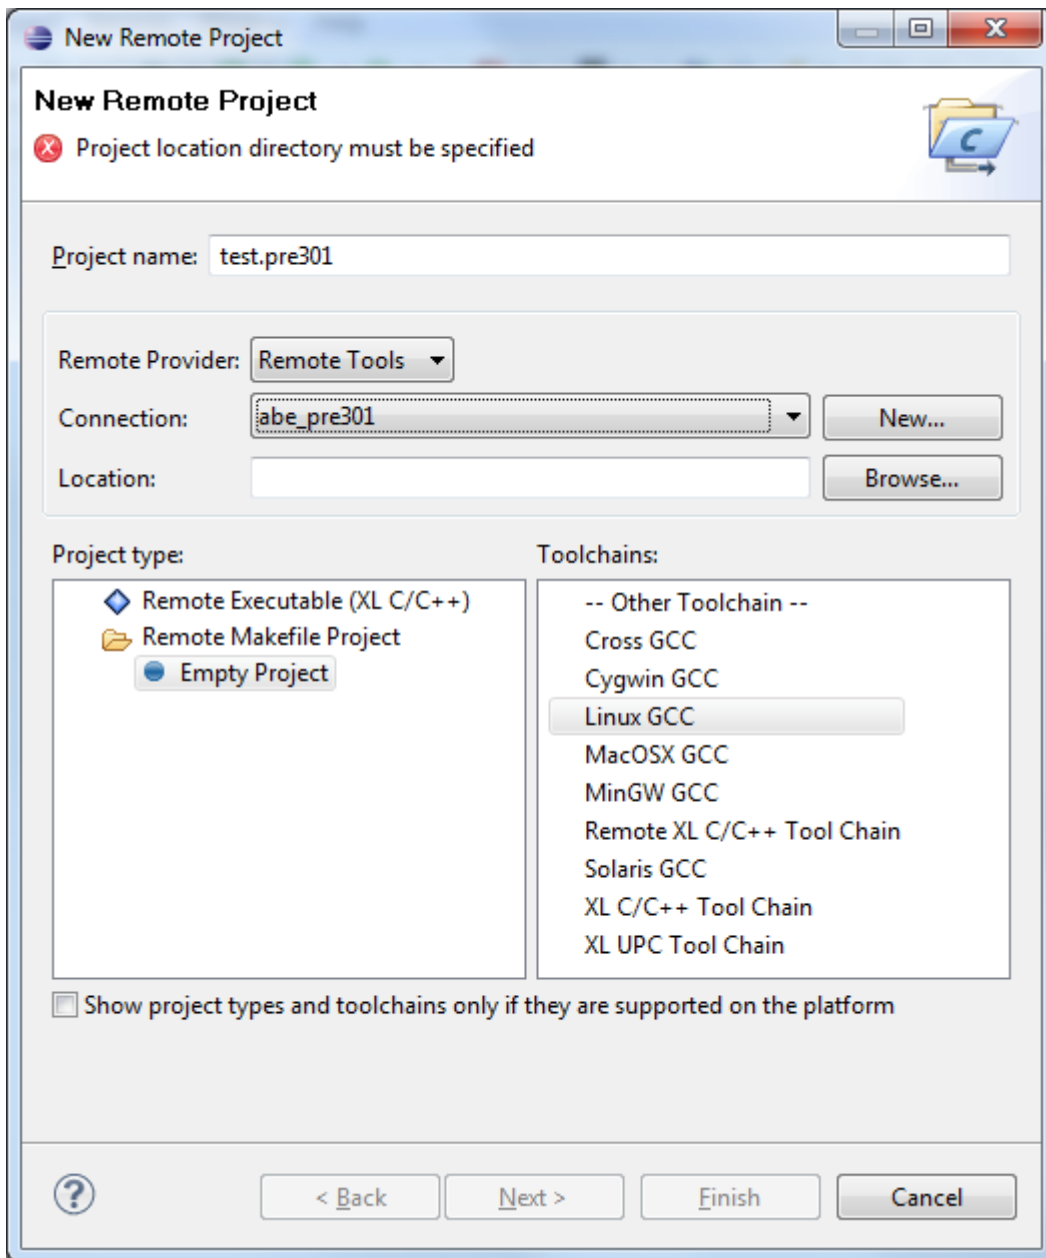 New Remote Project
New Remote Project
Project location directory must be specified
Project name: test.pre301
Remote Provider: Remote Tools
Connection: abe_pre301 New...
Location: Browse...
Project type: Toolchains:
Remote Executable (XL C/C++)
Remote Makefile Project
Empty Project
-- Other Toolchain --
Cross GCC
Cygwin GCC
Linux GCC
MacOSX GCC
MinGW GCC
Remote XL C/C++ Tool Chain
Solaris GCC
XL C/C++ Tool Chain
XL UPC Tool Chain
Show project types and toolchains only if they are supported on the platform
< Back Next > Finish Cancel